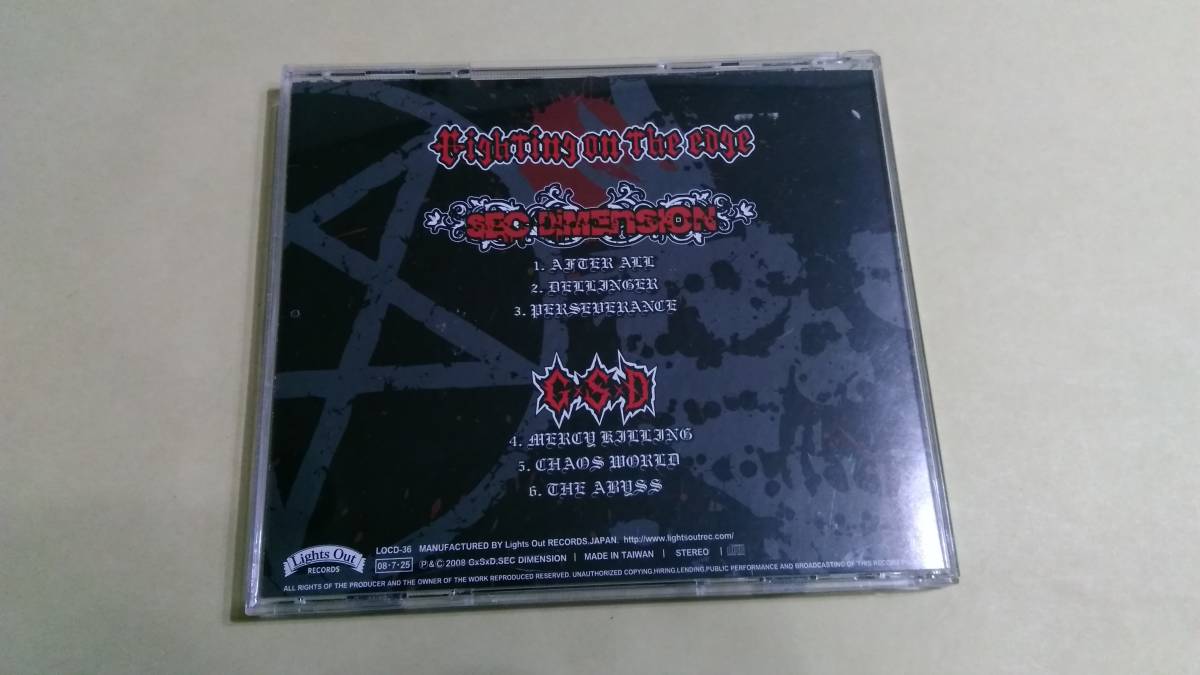 Fighting on the edge
SEC DIMENSION
1. AFTER ALL
2. DELLINGER
3. PERSEVERANCE
G×S×D
4. MERCY KILLING
5. CHAOS WORLD
6. THE ABYSS
Lights Out
RECORDS
LOCD-36 MANUFACTURED BY Lights Out RECORDS.JAPAN. http://www.lightsoutrec.com/
08・7・25 Ⓟ&© 2008 GxSxD.SEC DIMENSION | MADE IN TAIWAN | STEREO |
ALL RIGHTS OF THE PRODUCER AND THE OWNER OF THE WORK REPRODUCED RESERVED. UNAUTHORIZED COPYING.HIRING.LENDING.PUBLIC PERFORMANCE AND BROADCASTING OF THIS